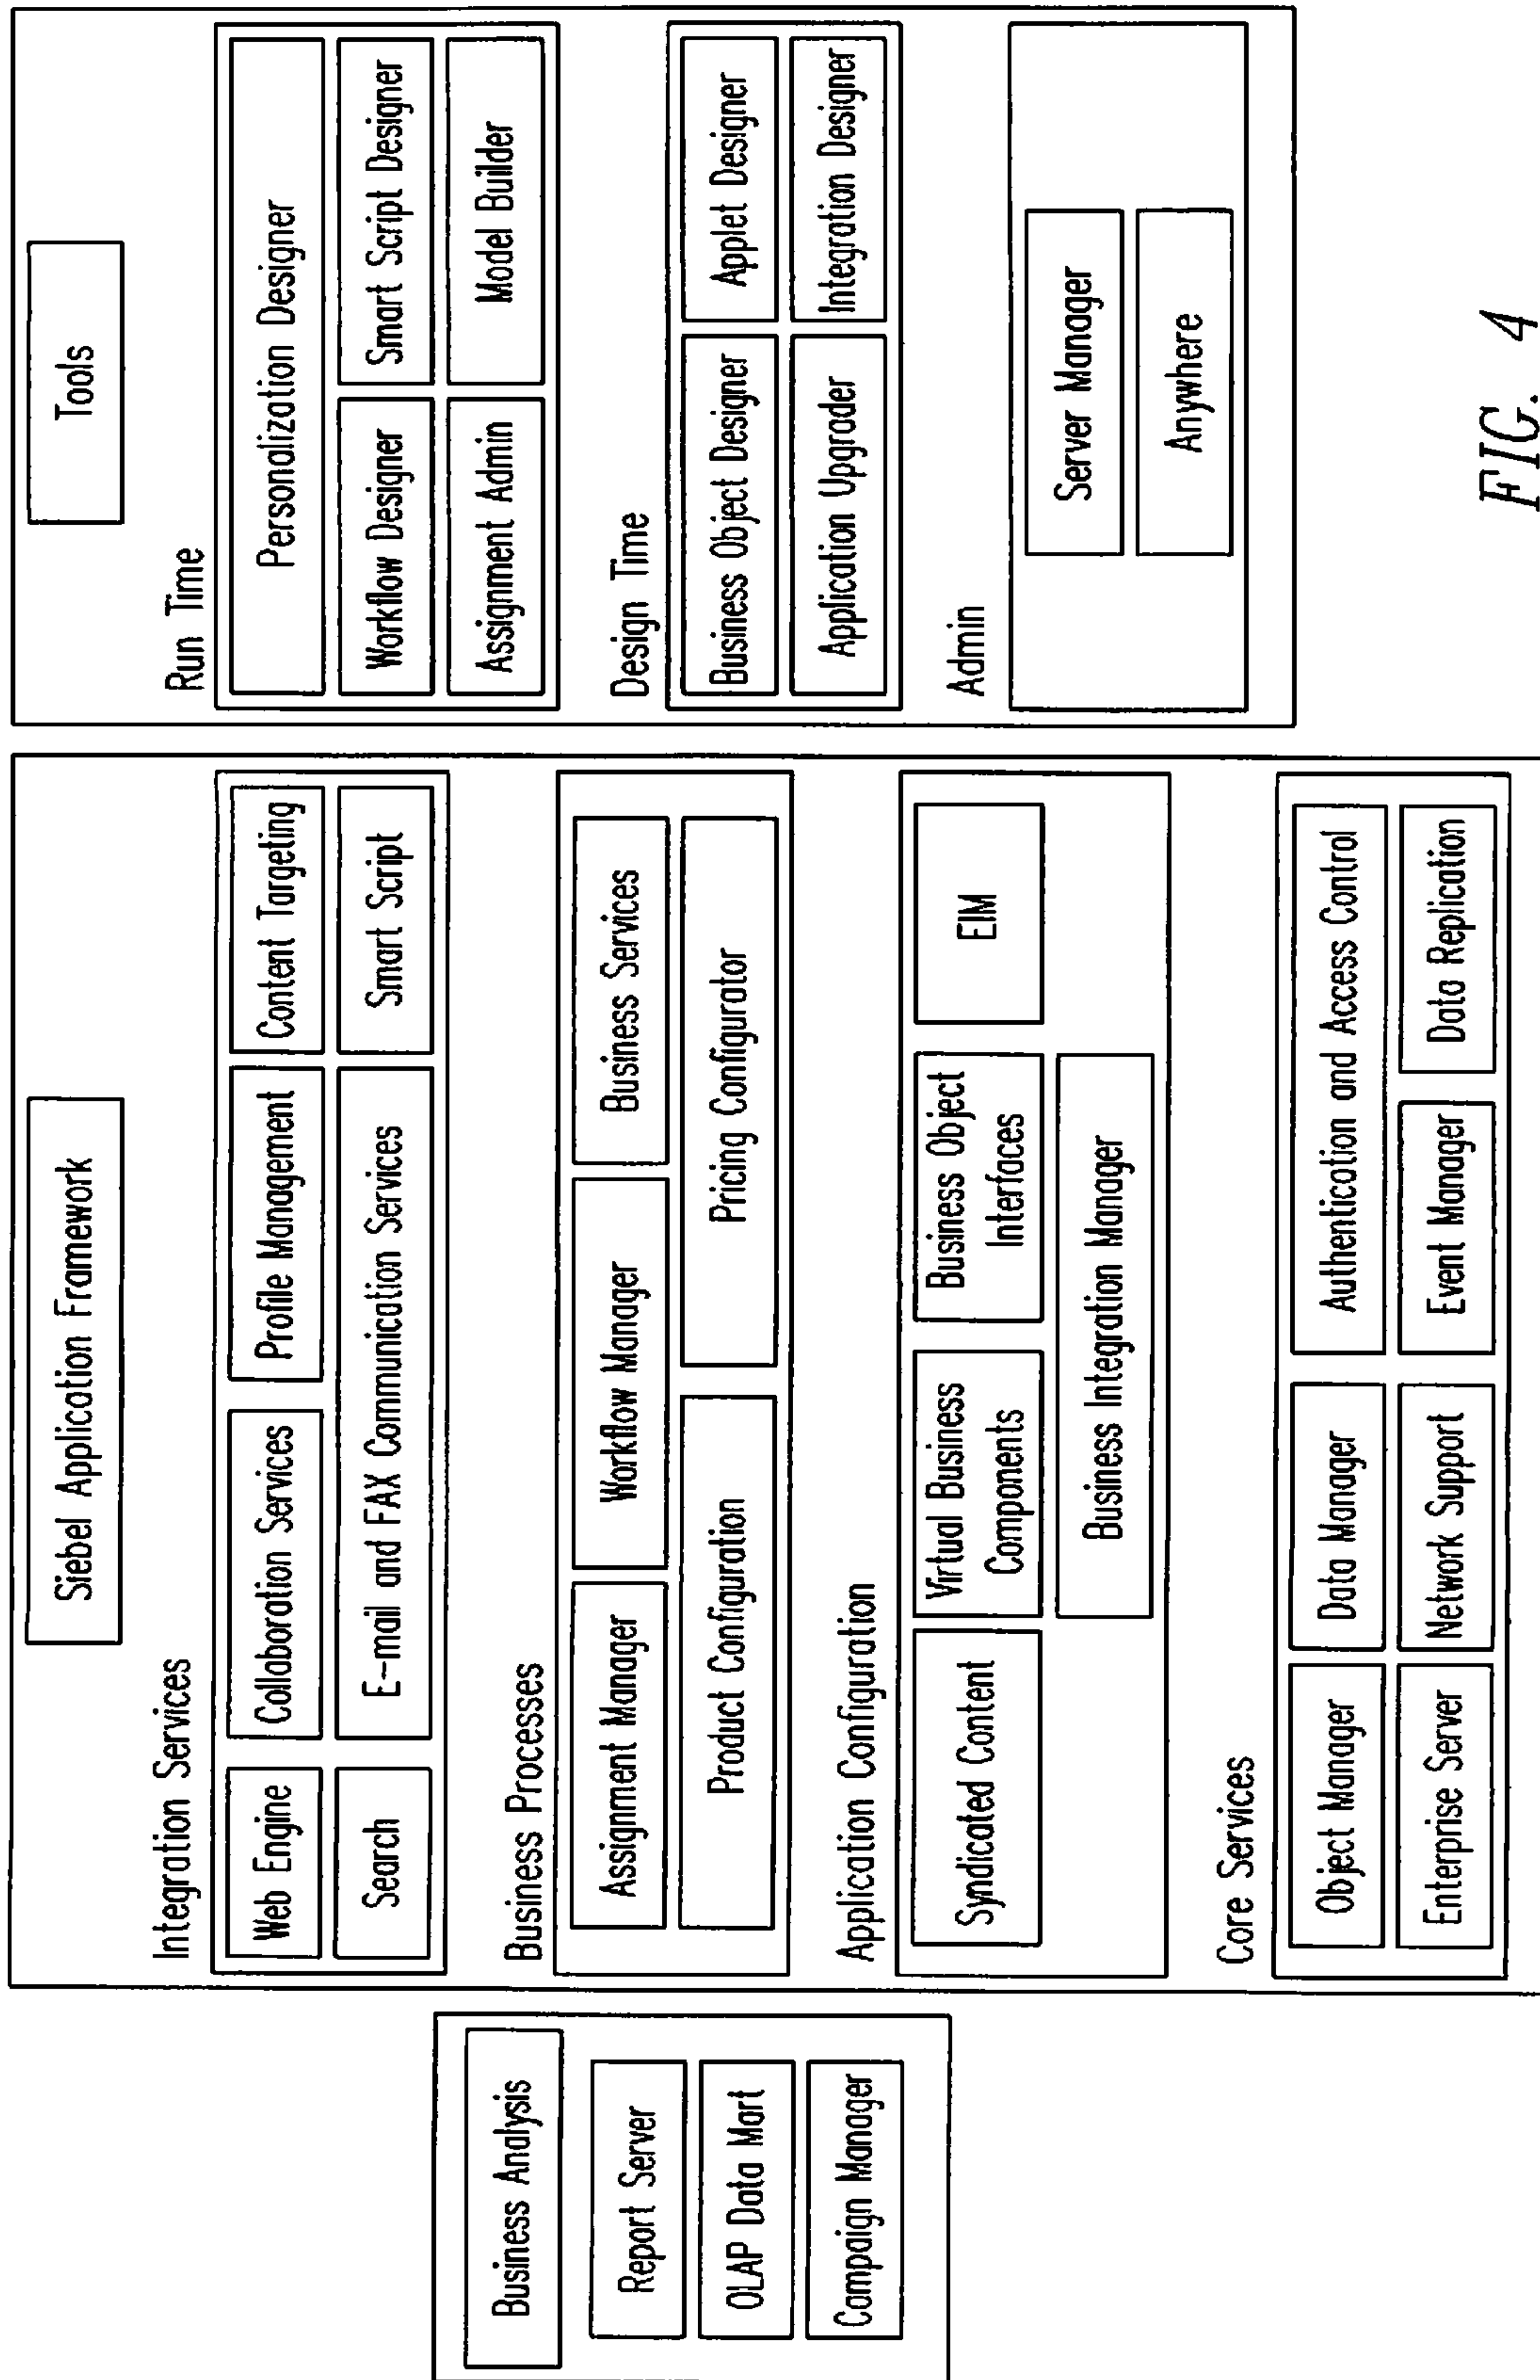 Business Analysis
Report Server
OLAP Data Mart
Campaign Manager
Siebel Application Framework
Integration Services
Web Engine
Collaboration Services
Profile Management
Content Targeting
Search
E-mail and FAX Communication Services
Smart Script
Business Processes
Assignment Manager
Workflow Manager
Business Services
Product Configuration
Pricing Configurator
Application Configuration
Syndicated Content
Virtual Business
Components
Business Object
Interfaces
EIM
Business Integration Manager
Core Services
Object Manager
Data Manager
Authentication and Access Control
Enterprise Server
Network Support
Event Manager
Data Replication
Tools
Run Time
Personalization Designer
Workflow Designer
Smart Script Designer
Assignment Admin
Model Builder
Design Time
Business Object Designer
Applet Designer
Application Upgrader
Integration Designer
Admin
Server Manager
Anywhere
FIG. 4